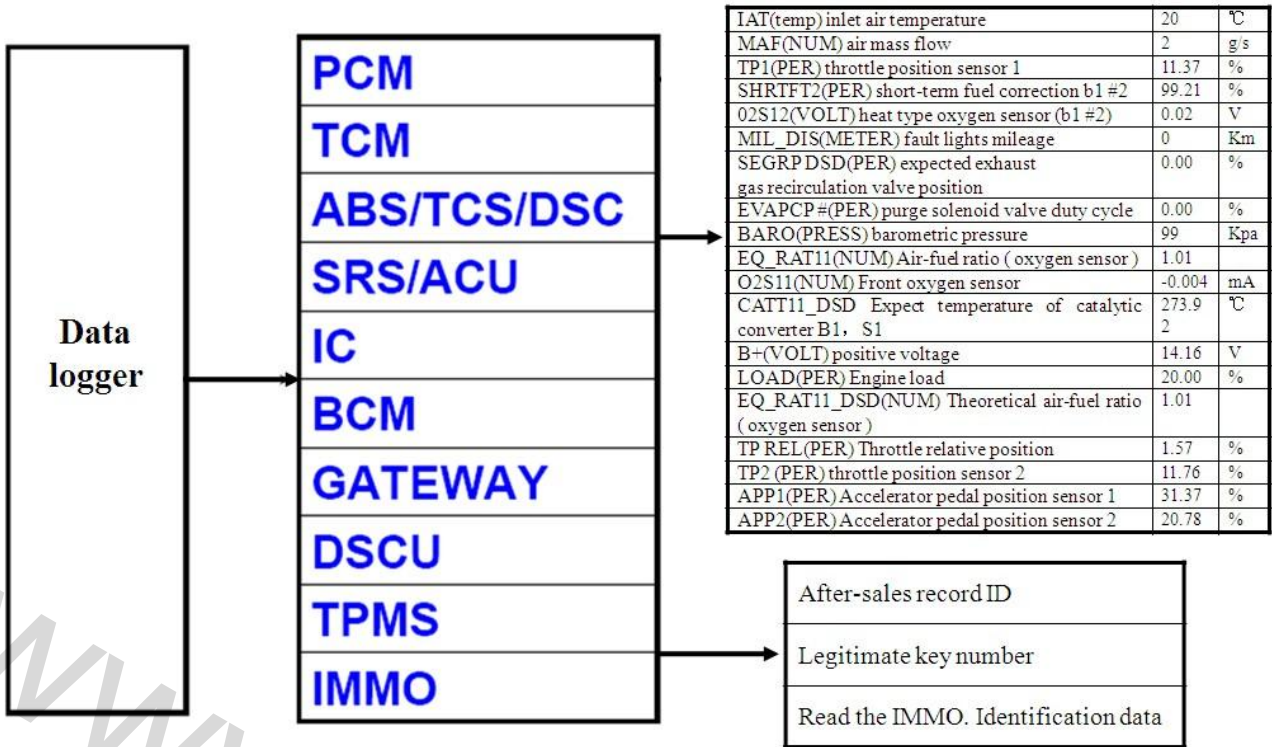 Data
logger
PCM
TCM
ABS/TCS/DSC
SRS/ACU
IC
BCM
GATEWAY
DSCU
TPMS
IMMO
IAT(temp) inlet air temperature 20 ℃
MAF(NUM) air mass flow 2 g/s
TP1(PER) throttle position sensor 1 11.37 %
SHRTFT2(PER) short-term fuel correction b1 #2 99.21 %
02S12(VOLT) heat type oxygen sensor (b1 #2) 0.02 V
MIL_DIS(METER) fault lights mileage 0 Km
SEGRP DSD(PER) expected exhaust 0.00 %
gas recirculation valve position
EVAPCP #(PER) purge solenoid valve duty cycle 0.00 %
BARO(PRESS) barometric pressure 99 Kpa
EQ_RAT11(NUM) Air-fuel ratio ( oxygen sensor ) 1.01
O2S11(NUM) Front oxygen sensor -0.004 mA
CATT11_DSD Expect temperature of catalytic 273.9 ℃
converter B1，S1 2
B+(VOLT) positive voltage 14.16 V
LOAD(PER) Engine load 20.00 %
EQ_RAT11_DSD(NUM) Theoretical air-fuel ratio 1.01
( oxygen sensor )
TP REL(PER) Throttle relative position 1.57 %
TP2 (PER) throttle position sensor 2 11.76 %
APP1(PER) Accelerator pedal position sensor 1 31.37 %
APP2(PER) Accelerator pedal position sensor 2 20.78 %
After-sales record ID
Legitimate key number
Read the IMMO. Identification data